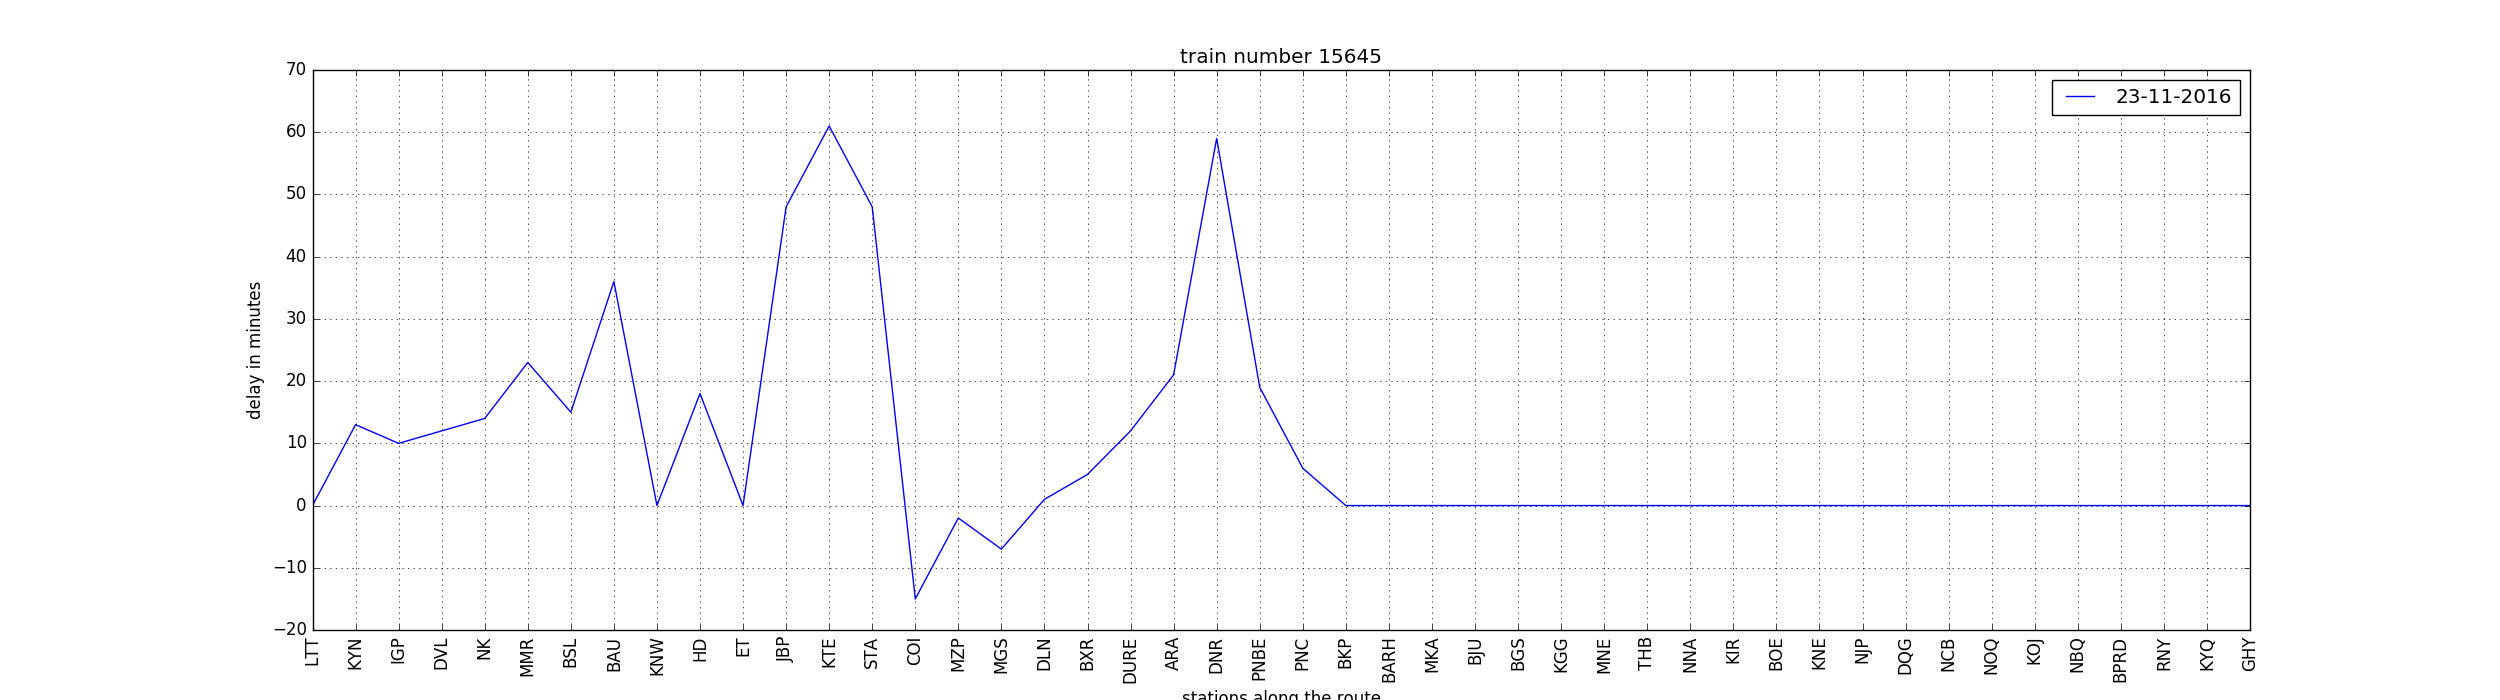 train number 15645
23-11-2016
70
60
50
40
30
20
10
0
−10
−20
delay in minutes
LTT KYN IGP DVL NK MMR BSL BAU KNW HD ET JBP KTE STA COI MZP MGS DLN BXR DURE ARA DNR PNBE PNC BKP BARH MKA BJU BGS KGG MNE THB NNA KIR BOE KNE NJP DQG NCB NOQ KOJ NBQ BPRD RNY KYQ GHY
stations along the route